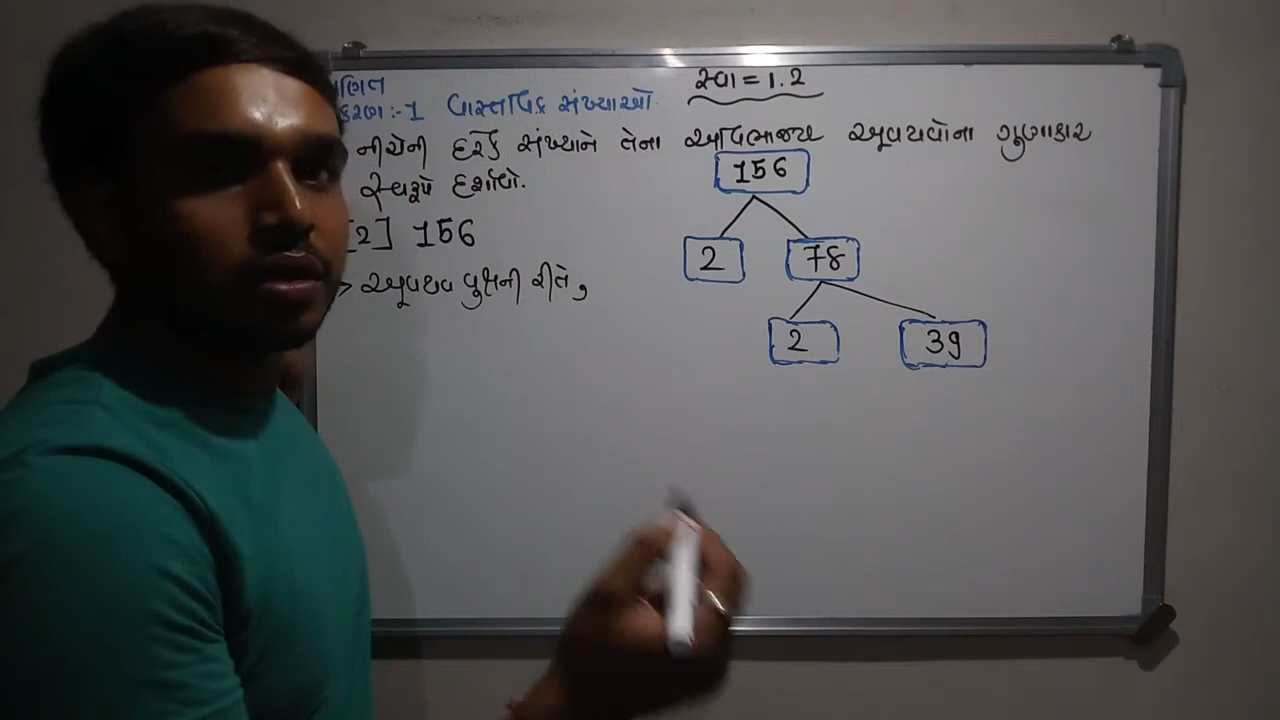 ણિત
સ્વા = 1.2
કરણ:-1 વાસ્તવિક સંખ્યાઓ.
નીચેની દરેક સંખ્યાને તેના અવિભાજ્ય અવયવોના ગુણાકાર
સ્વરૂપે દર્શાવો.
156
[2] 156
2 78
અવયવ વૃક્ષની રીતે,
2 39